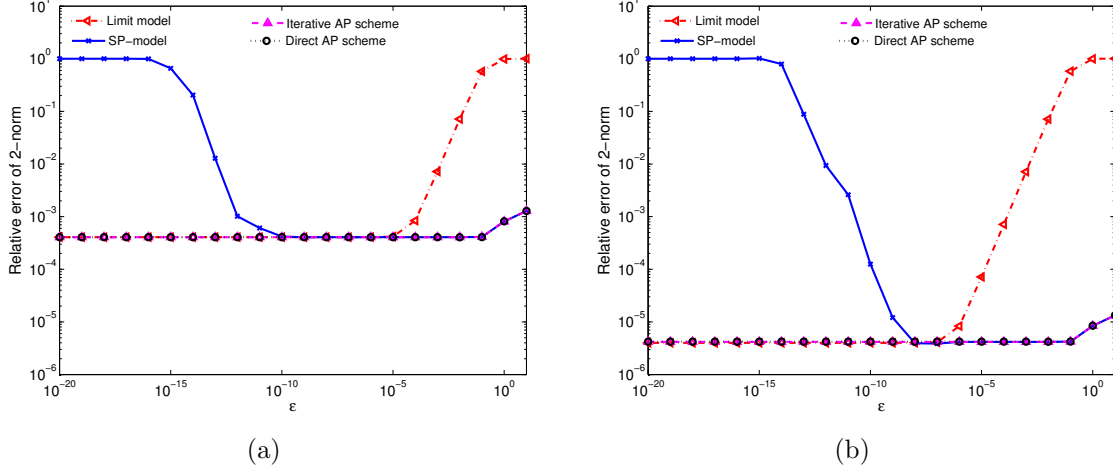 Limit model
SP−model
Iterative AP scheme
Direct AP scheme
Relative error of 2−norm
10^0
10^−1
10^−2
10^−3
10^−4
10^−5
10^−6
10^−20
10^−15
10^−10
10^−5
10^0
ε
(a)
Limit model
SP−model
Iterative AP scheme
Direct AP scheme
Relative error of 2−norm
10^0
10^−1
10^−2
10^−3
10^−4
10^−5
10^−6
10^−20
10^−15
10^−10
10^−5
10^0
ε
(b)